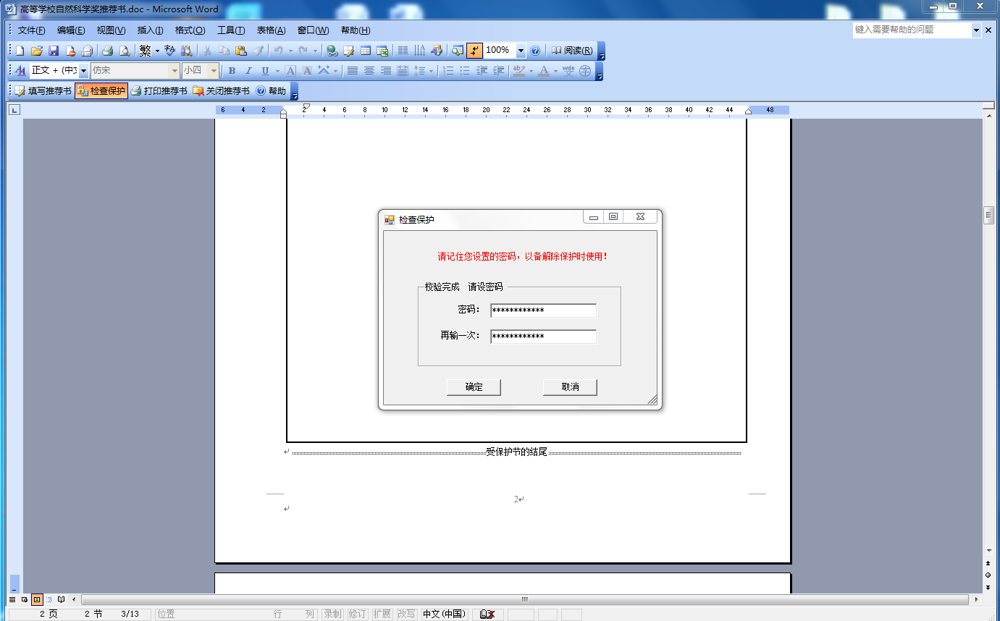 高等学校自然科学奖推荐书.doc - Microsoft Word
文件(F) 编辑(E) 视图(V) 插入(I) 格式(O) 工具(T) 表格(A) 窗口(W) 帮助(H) 键入需要帮助的问题
繁 100% 阅读(R)
正文 + (中文 仿宋 小四 B I U A A A wén 字
填写推荐书 检查保护 打印推荐书 关闭推荐书 帮助
6 4 2 2 4 6 8 10 12 14 16 18 20 22 24 26 28 30 32 34 36 38 40 42 44 48
检查保护
请记住您设置的密码，以备解除保护时使用！
校验完成 请设密码
密码： ************
再输一次： ************
确定 取消
受保护节的结尾
2
2 页 2 节 3/13 位置 行 列 录制 修订 扩展 改写 中文(中国)